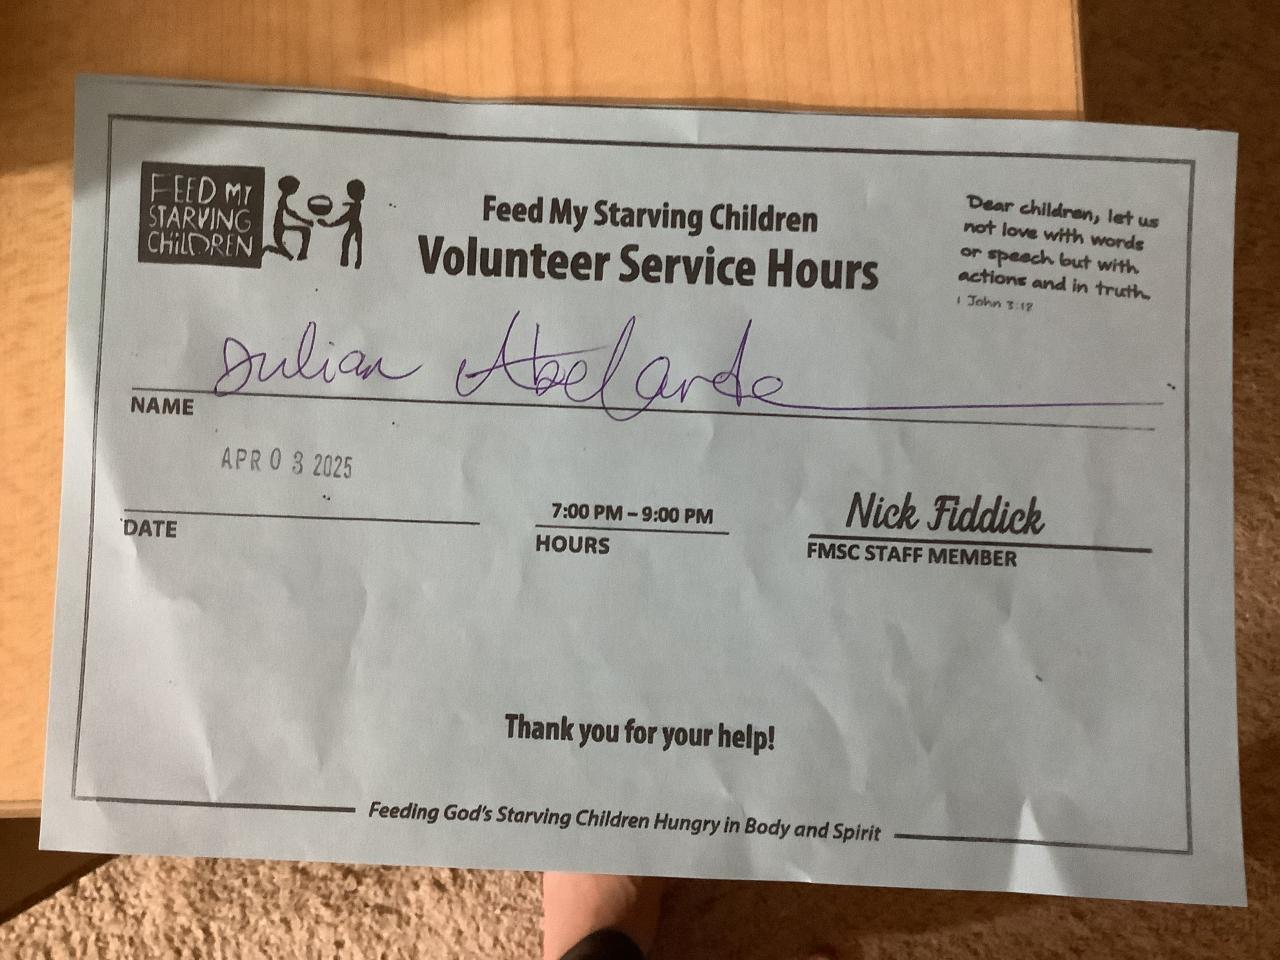 FEED MY
STARVING
CHILDREN
Feed My Starving Children
Volunteer Service Hours
Dear children, let us
not love with words
or speech but with
actions and in truth.
1 John 3:18
Julian Abelarde
NAME
APR 03 2025
DATE
7:00 PM – 9:00 PM
HOURS
Nick Fiddick
FMSC STAFF MEMBER
Thank you for your help!
Feeding God's Starving Children Hungry in Body and Spirit